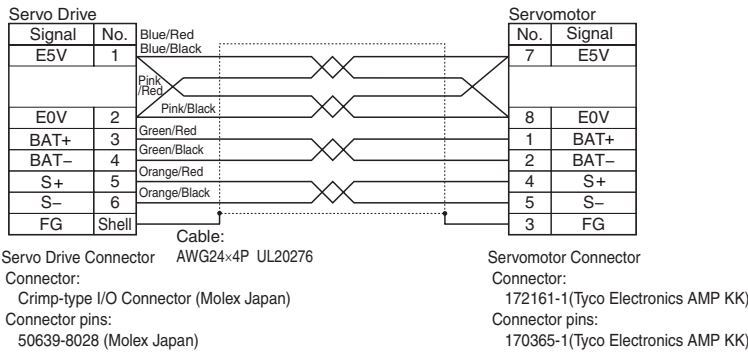 Servo Drive Servomotor
Signal No. Blue/Red No. Signal
Blue/Black
E5V 1 7 E5V
Pink
/Red
Pink/Black
E0V 2 8 E0V
Green/Red
BAT+ 3 1 BAT+
Green/Black
BAT− 4 2 BAT−
Orange/Red
S+ 5 4 S+
Orange/Black
S− 6 5 S−
FG Shell 3 FG
Cable:
Servo Drive Connector AWG24×4P UL20276 Servomotor Connector
Connector: Connector:
Crimp-type I/O Connector (Molex Japan) 172161-1(Tyco Electronics AMP KK)
Connector pins: Connector pins:
50639-8028 (Molex Japan) 170365-1(Tyco Electronics AMP KK)